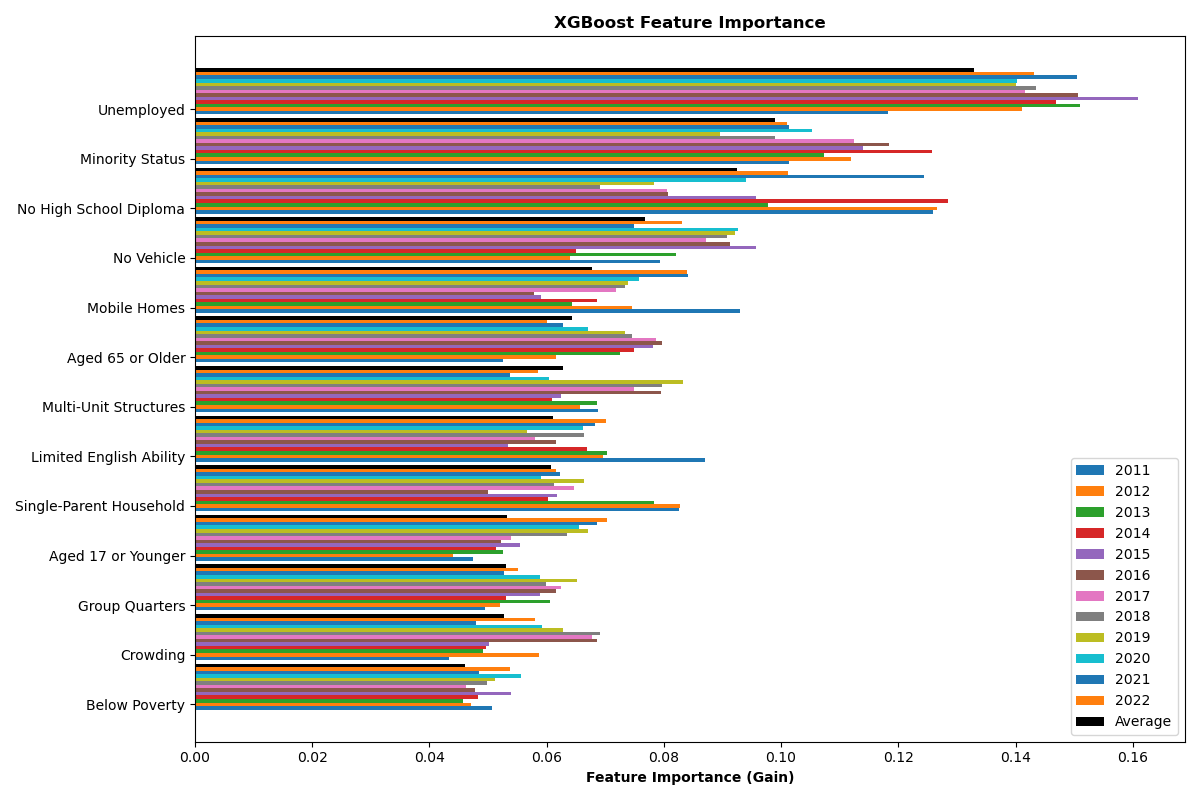 XGBoost Feature Importance
Unemployed
Minority Status
No High School Diploma
No Vehicle
Mobile Homes
Aged 65 or Older
Multi-Unit Structures
Limited English Ability
Single-Parent Household
Aged 17 or Younger
Group Quarters
Crowding
Below Poverty
2011
2012
2013
2014
2015
2016
2017
2018
2019
2020
2021
2022
Average
0.00 0.02 0.04 0.06 0.08 0.10 0.12 0.14 0.16
Feature Importance (Gain)